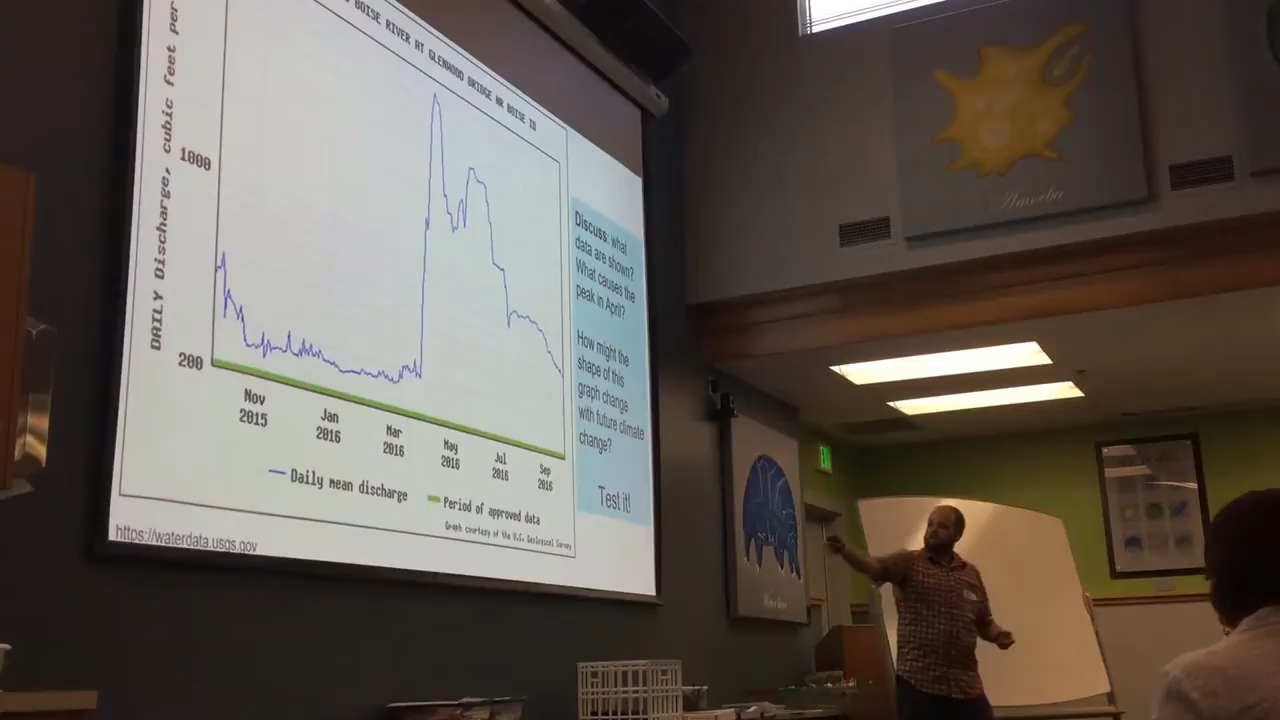 BOISE RIVER AT GLENWOOD BRIDGE NR BOISE ID
DAILY Discharge, cubic feet per
1000
200
Nov
2015
Jan
2016
Mar
2016
May
2016
Jul
2016
Sep
2016
Daily mean discharge
Period of approved data
Graph courtesy of the U.S. Geological Survey
https://waterdata.usgs.gov
Discuss: what
data are shown?
What causes the
peak in April?
How might the
shape of this
graph change
with future climate
change?
Test it!
Amoeba